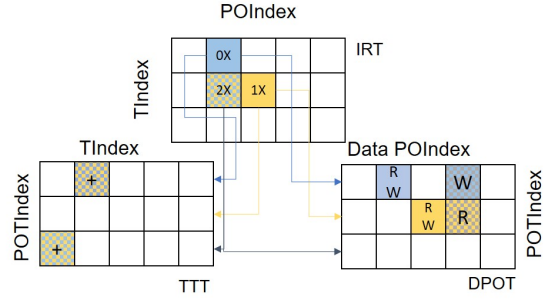 POIndex
TIndex
0X
IRT
2X
1X
TIndex
Data POIndex
POTIndex
+
R
W
W
POTIndex
R
W
R
+
TTT
DPOT